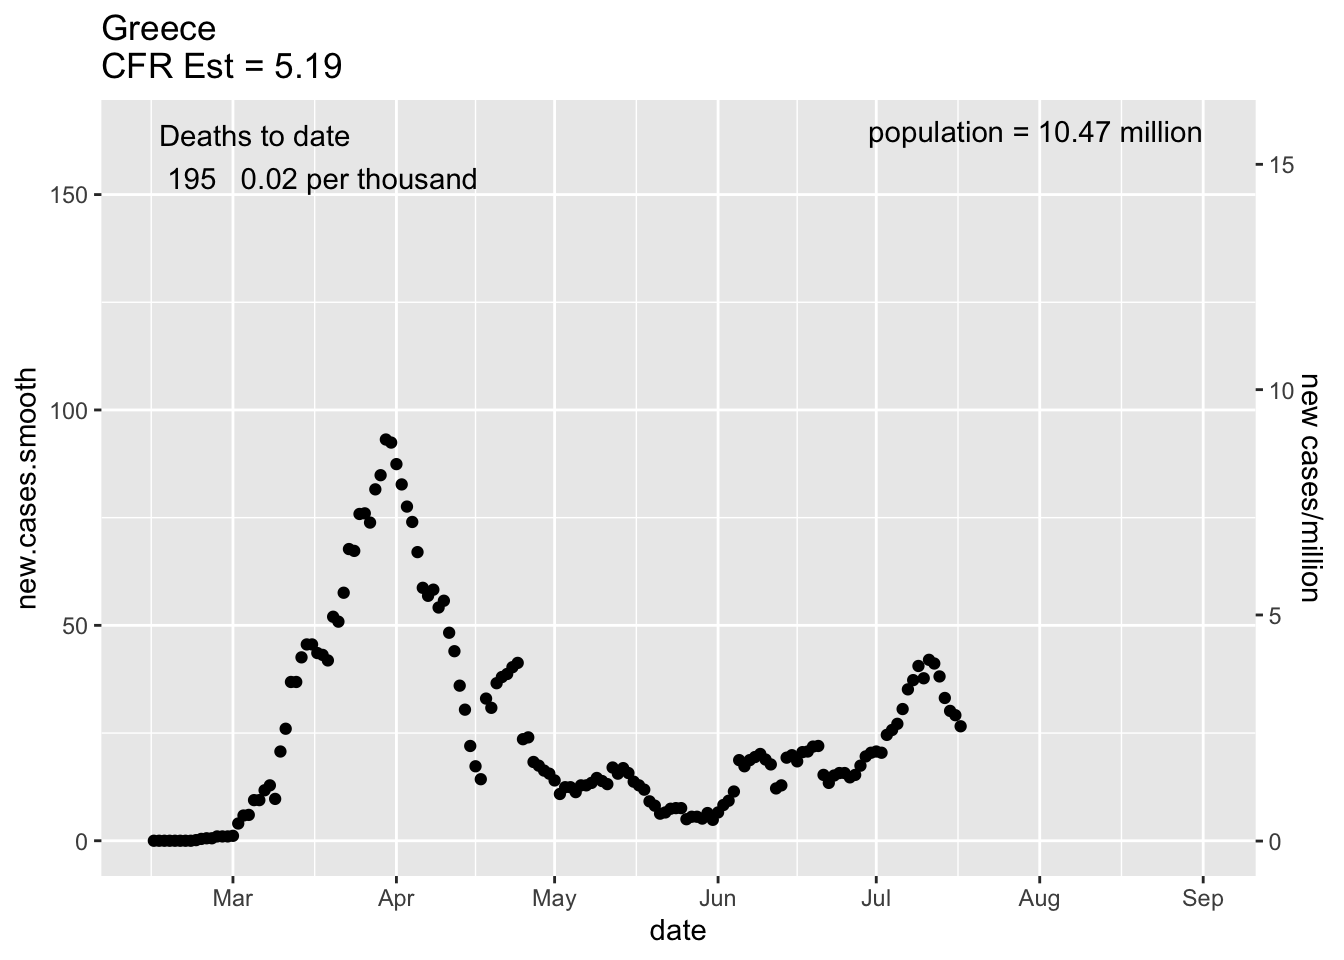 Greece
CFR Est = 5.19
Deaths to date
195 0.02 per thousand
population = 10.47 million
new.cases.smooth
150
100
50
0
15
10
5
0
new cases/million
Mar Apr May Jun Jul Aug Sep
date